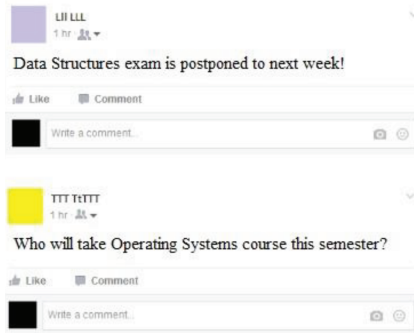 Lll LLL
1 hr
Data Structures exam is postponed to next week!
Like Comment
Write a comment...
TTT TtTTT
1 hr
Who will take Operating Systems course this semester?
Like Comment
Write a comment...